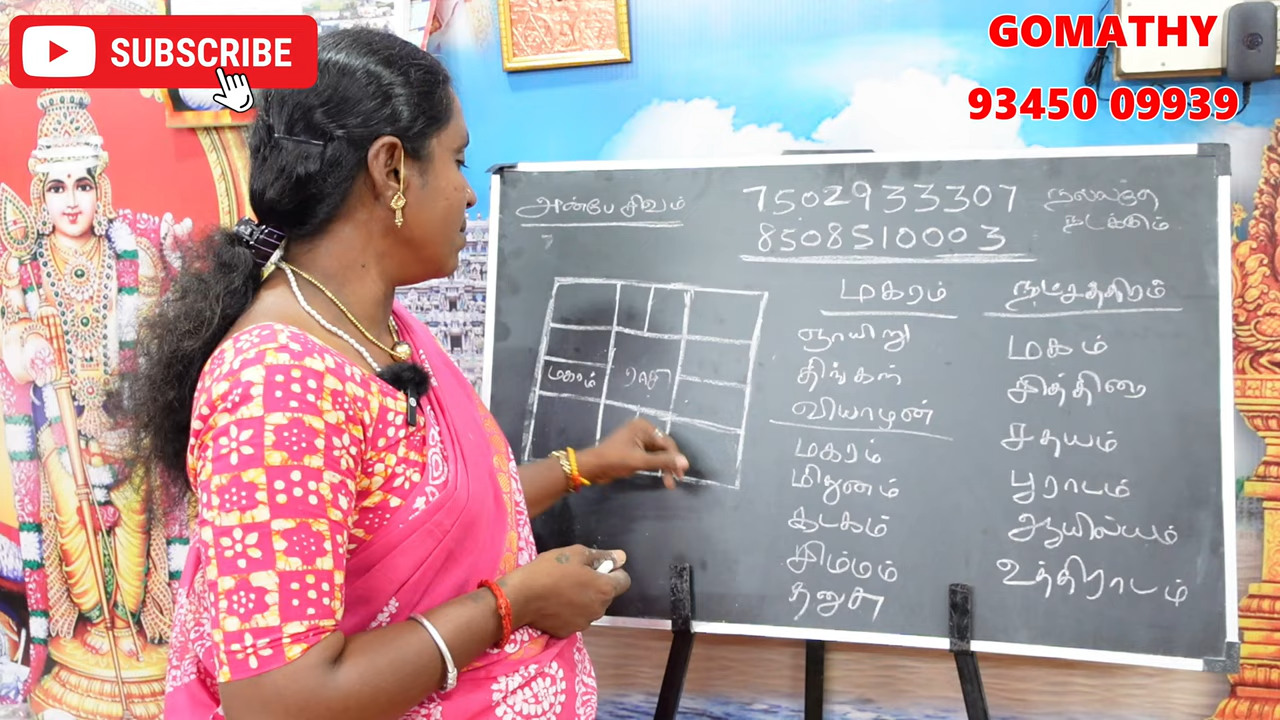 SUBSCRIBE
GOMATHY
93450 09939
அன்பே சிவம்
7502933307
8508510003
நல்லதே
நடக்கும்
மகரம்
ராசி
மகரம்
ஞாயிறு
திங்கள்
வியாழன்
மகரம்
மிதுனம்
கடகம்
சிம்மம்
தனுசு
நட்சத்திரம்
மகம்
சித்திரை
சதயம்
பூராடம்
ஆயில்யம்
உத்திராடம்